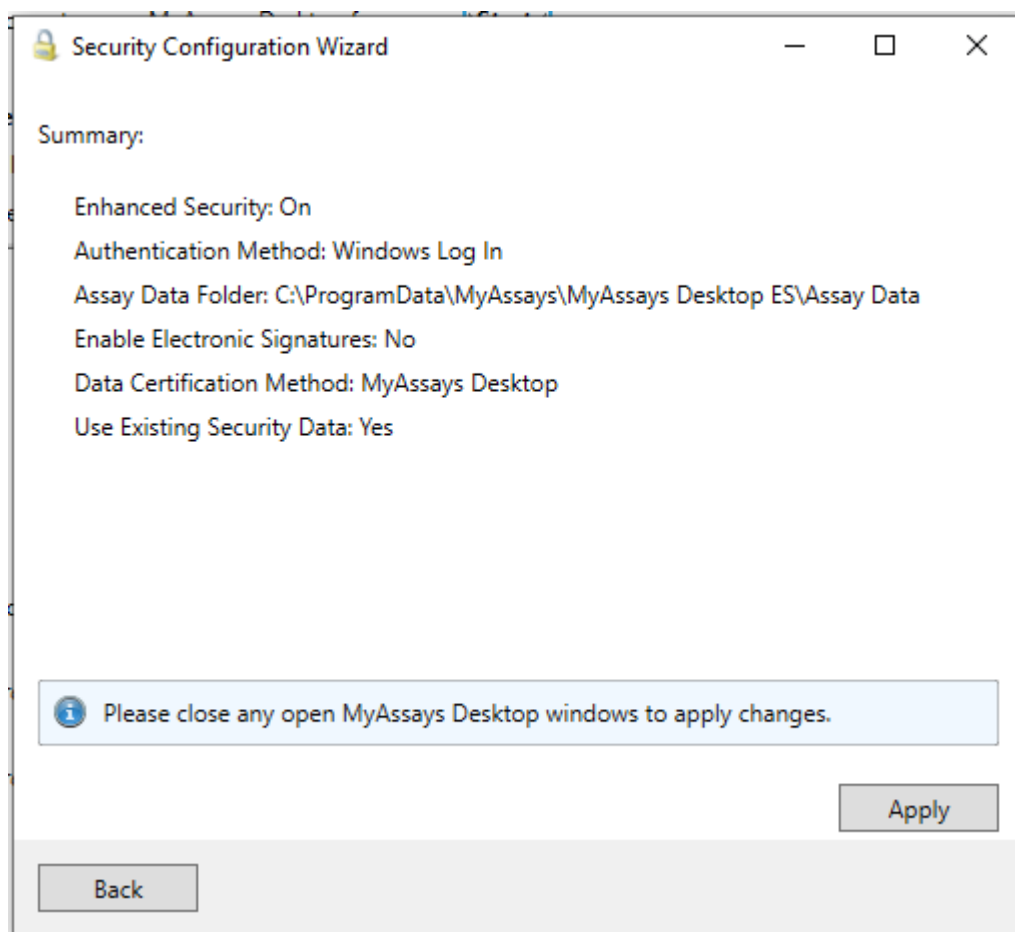 Security Configuration Wizard
Summary:
Enhanced Security: On
Authentication Method: Windows Log In
Assay Data Folder: C:\ProgramData\MyAssays\MyAssays Desktop ES\Assay Data
Enable Electronic Signatures: No
Data Certification Method: MyAssays Desktop
Use Existing Security Data: Yes
Please close any open MyAssays Desktop windows to apply changes.
Apply
Back